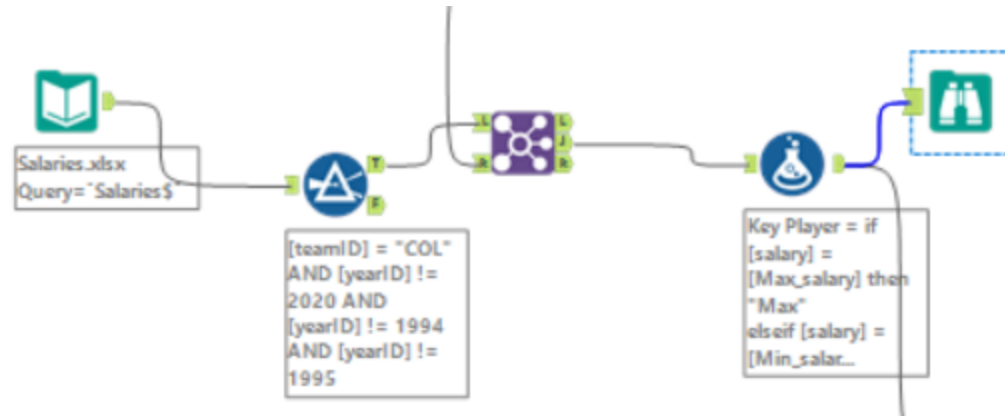 Salaries.xlsx
Query=`Salaries$`
T
F
[teamID] = "COL"
AND [yearID] !=
2020 AND
[yearID] != 1994
AND [yearID] !=
1995
L
R
L
J
R
Key Player = if
[salary] =
[Max_salary] then
"Max"
elseif [salary] =
[Min_salar...